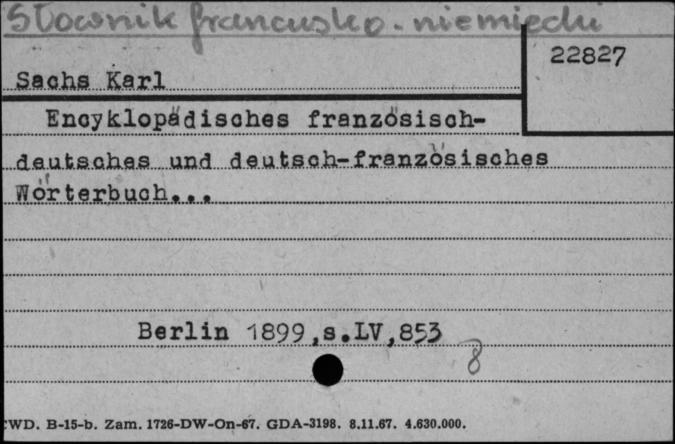 Słownik francusko-niemiecki
22827
Sachs Karl
Encyklopädisches französisch-
deutsches und deutsch-französisches
Wörterbuch...
Berlin 1899,s.LV,853
8
WD. B-15-b. Zam. 1726-DW-On-67. GDA-3198. 8.11.67. 4.630.000.